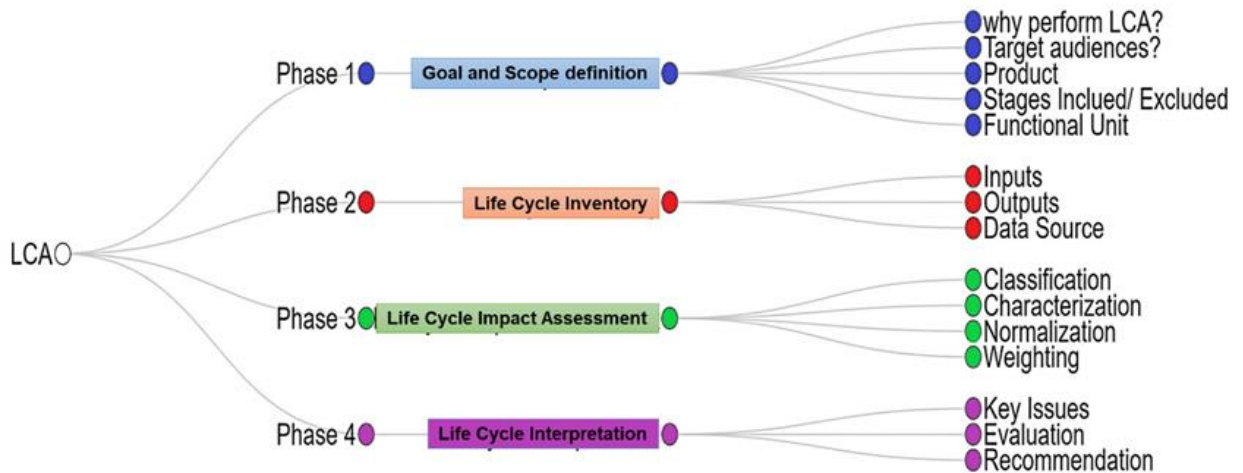 why perform LCA?
Target audiences?
Phase 1
Goal and Scope definition
Product
Stages Inclued/ Excluded
Functional Unit
Inputs
Phase 2
Life Cycle Inventory
Outputs
Data Source
LCA
Classification
Characterization
Phase 3
Life Cycle Impact Assessment
Normalization
Weighting
Key Issues
Phase 4
Life Cycle Interpretation
Evaluation
Recommendation